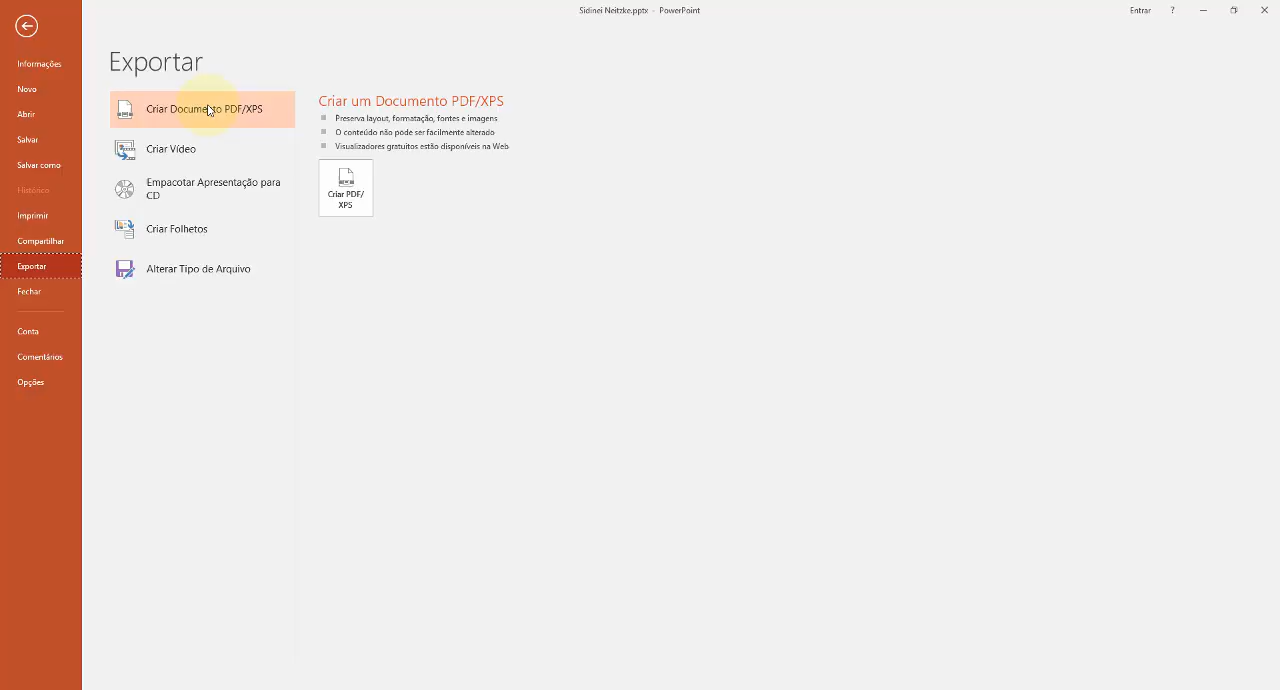 Sidinei Neitzke.pptx - PowerPoint
Entrar
?
Informações
Novo
Abrir
Salvar
Salvar como
Histórico
Imprimir
Compartilhar
Exportar
Fechar
Conta
Comentários
Opções
Exportar
Criar Documento PDF/XPS
Criar Vídeo
Empacotar Apresentação para
CD
Criar Folhetos
Alterar Tipo de Arquivo
Criar um Documento PDF/XPS
Preserva layout, formatação, fontes e imagens
O conteúdo não pode ser facilmente alterado
Visualizadores gratuitos estão disponíveis na Web
Criar PDF/
XPS